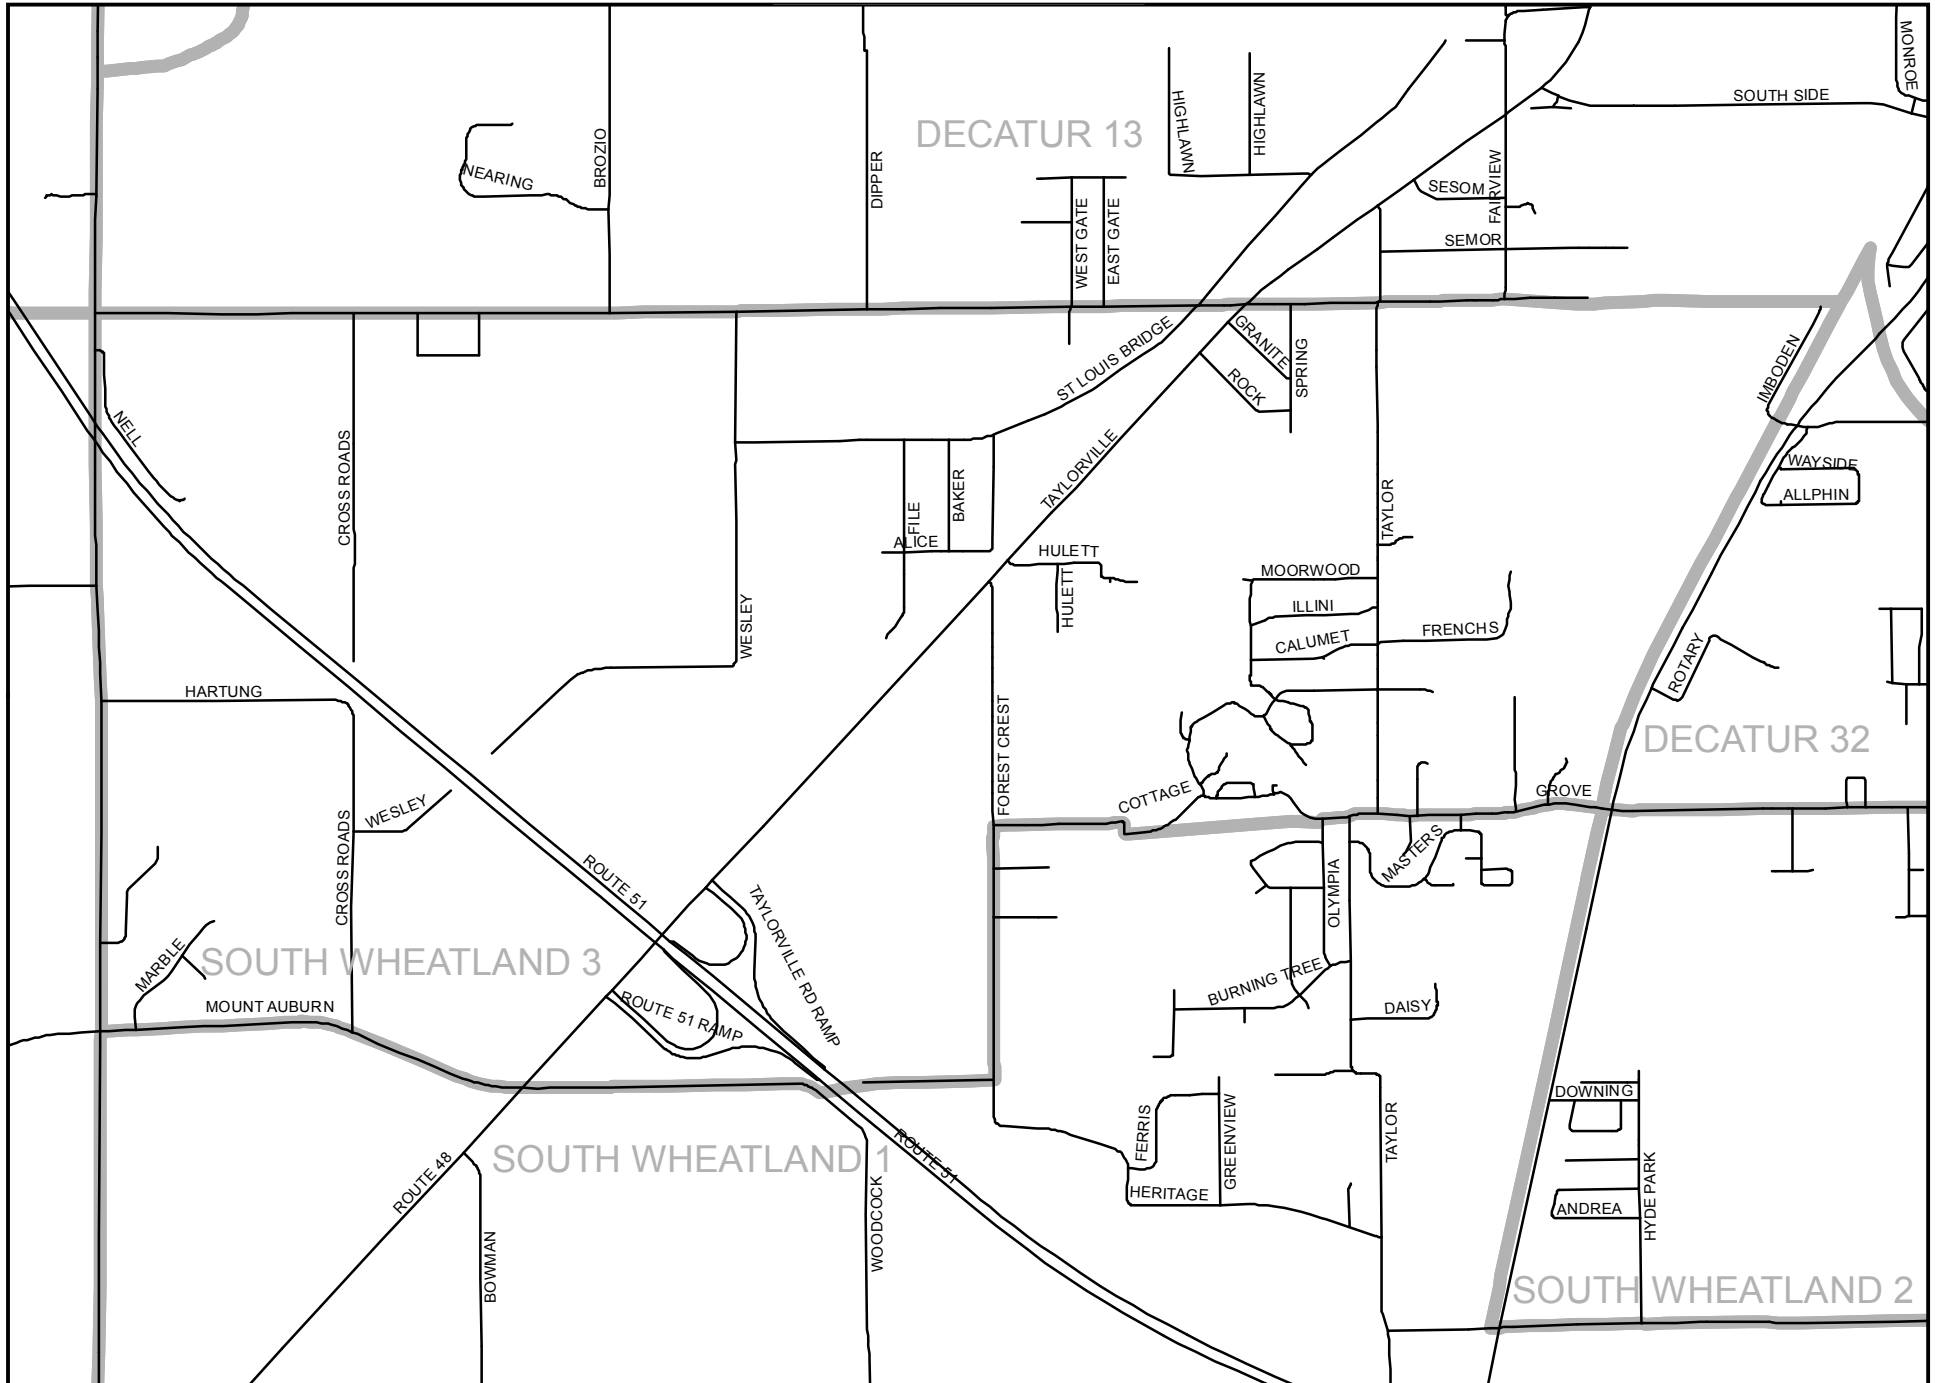 MONROE
SOUTH SIDE
DECATUR 13
HIGHLAWN
HIGHLAWN
BROZIO
DIPPER
NEARING
FAIRVIEW
SESOM
WEST GATE
EAST GATE
SEMOR
ST LOUIS BRIDGE
GRANITE
SPRING
ROCK
IMBODEN
NELL
CROSS ROADS
TAYLORVILLE
WAYSIDE
ALLPHIN
BAKER
FILE
ALICE
TAYLOR
HULETT
HULETT
MOORWOOD
ILLINI
CALUMET
FRENCHS
WESLEY
ROTARY
HARTUNG
FOREST CREST
DECATUR 32
COTTAGE
GROVE
WESLEY
CROSS ROADS
ROUTE 51
MASTERS
OLYMPIA
TAYLORVILLE RD RAMP
MARBLE
SOUTH WHEATLAND 3
BURNING TREE
MOUNT AUBURN
ROUTE 51 RAMP
DAISY
DOWNING
FERRIS
GREENVIEW
TAYLOR
SOUTH WHEATLAND 1
ROUTE 51
ROUTE 48
HERITAGE
HYDE PARK
ANDREA
WOODCOCK
BOWMAN
SOUTH WHEATLAND 2